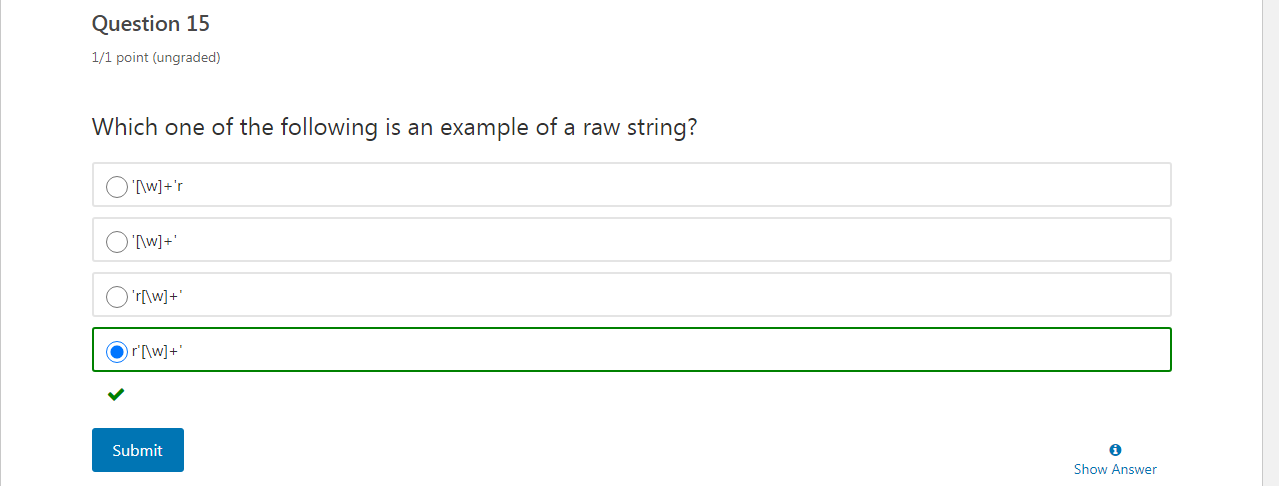 Question 15
1/1 point (ungraded)
Which one of the following is an example of a raw string?
'[\w]+'r
'[\w]+'
'r[\w]+'
r'[\w]+'
Submit
Show Answer